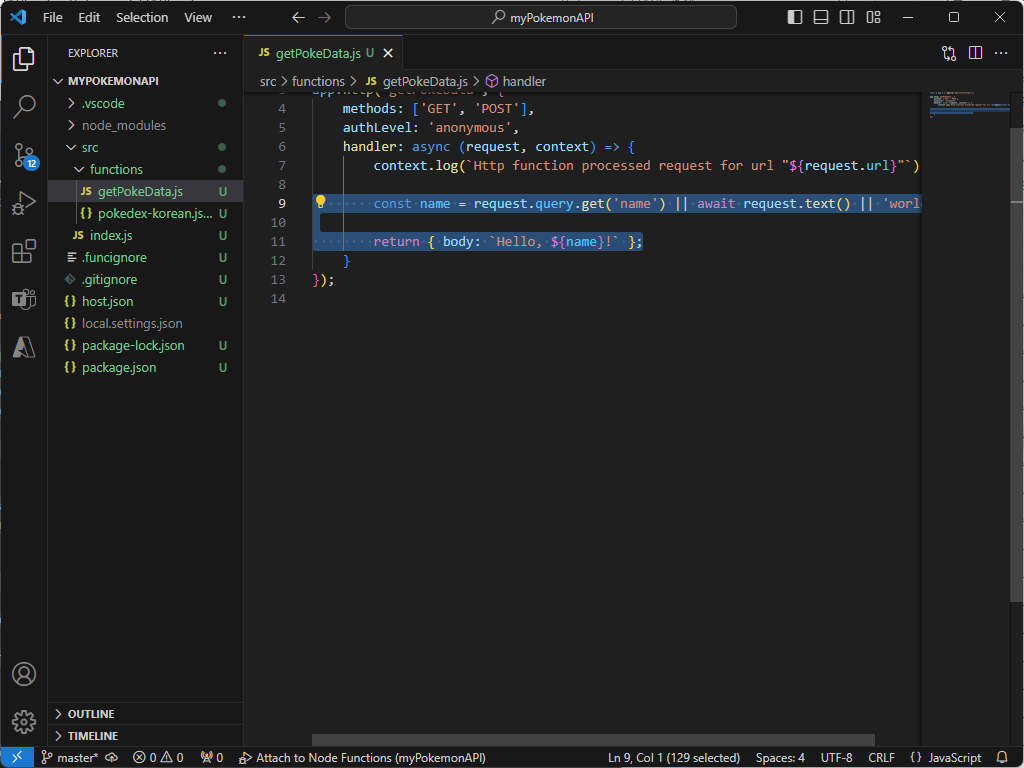 File Edit Selection View ··· myPokemonAPI
EXPLORER ···
MYPOKEMONAPI
.vscode
node_modules
src
functions
JS getPokeData.js U
{} pokedex-korean.js... U
JS index.js U
.funcignore U
.gitignore U
{} host.json U
{} local.settings.json
{} package-lock.json U
{} package.json U
OUTLINE
TIMELINE
12
JS getPokeData.js U
src > functions > JS getPokeData.js > handler
app.http('getPokeData', {
4 methods: ['GET', 'POST'],
5 authLevel: 'anonymous',
6 handler: async (request, context) => {
7 context.log(`Http function processed request for url "${request.url}"`)
8
9 const name = request.query.get('name') || await request.text() || 'worl
10
11 return { body: `Hello, ${name}!` };
12 }
13 });
14
master* 0 0 0 Attach to Node Functions (myPokemonAPI) Ln 9, Col 1 (129 selected) Spaces: 4 UTF-8 CRLF {} JavaScript